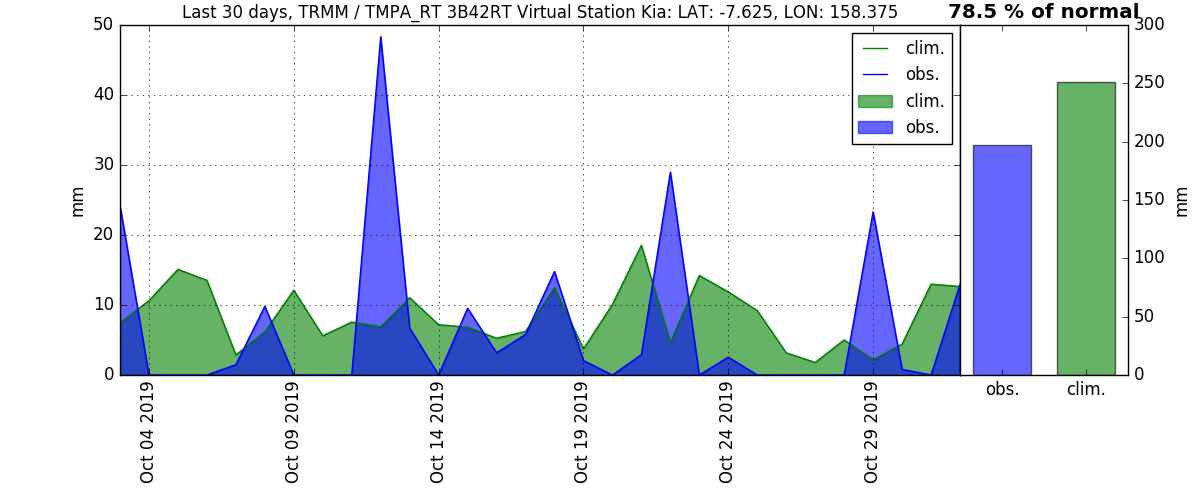 Last 30 days, TRMM / TMPA_RT 3B42RT Virtual Station Kia: LAT: -7.625, LON: 158.375
78.5 % of normal
50
40
30
20
10
0
mm
clim.
obs.
clim.
obs.
Oct 04 2019
Oct 09 2019
Oct 14 2019
Oct 19 2019
Oct 24 2019
Oct 29 2019
300
250
200
150
100
50
0
mm
obs.
clim.